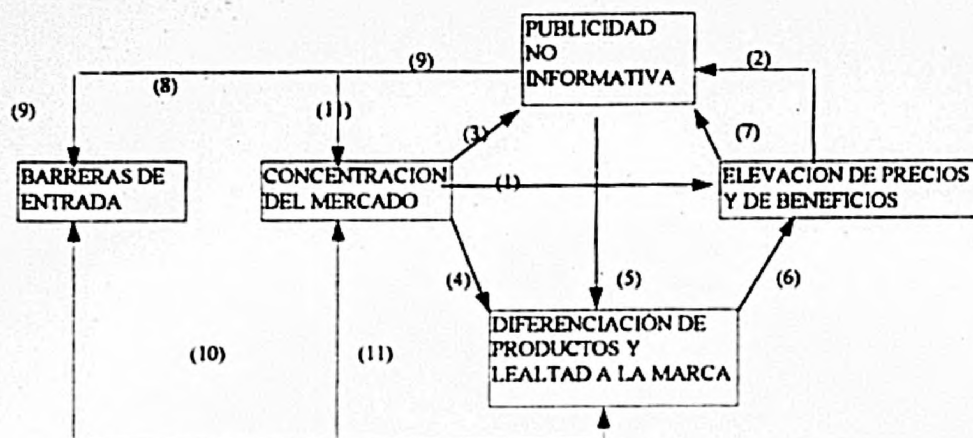 PUBLICIDAD
NO
INFORMATIVA
(9)
(2)
(8)
(9)
(11)
(3)
(7)
BARRERAS DE
ENTRADA
CONCENTRACION
DEL MERCADO
(1)
ELEVACION DE PRECIOS
Y DE BENEFICIOS
(4)
(5)
(6)
DIFERENCIACION DE
PRODUCTOS Y
LEALTAD A LA MARCA
(10)
(11)